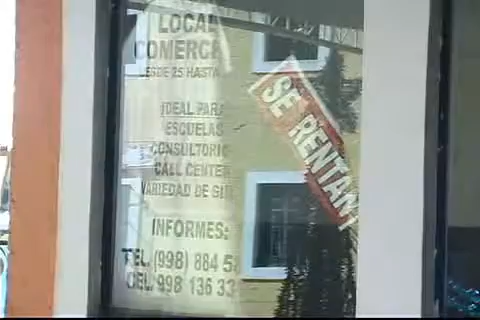 LOCAL
COMERC
DESDE 25 HASTA
IDEAL PARA
ESCUELAS
CONSULTORIO
CALL CENTER
VARIEDAD DE GI
INFORMES:
TEL. (998) 884 5
CEL. 998 136 33
SE RENTAN